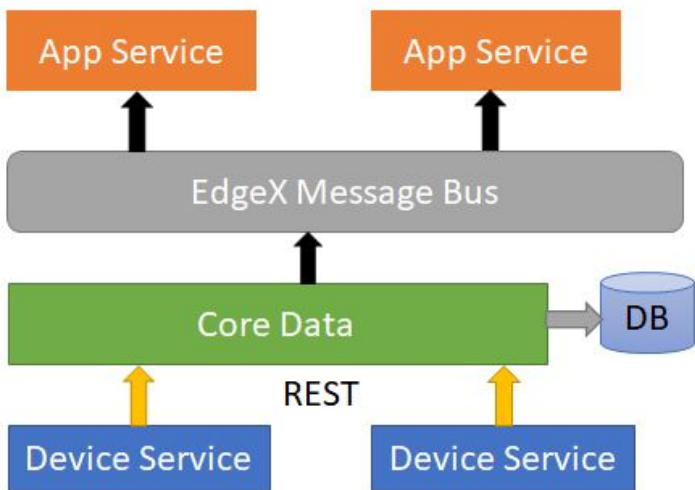 App Service
App Service
EdgeX Message Bus
Core Data
DB
REST
Device Service
Device Service